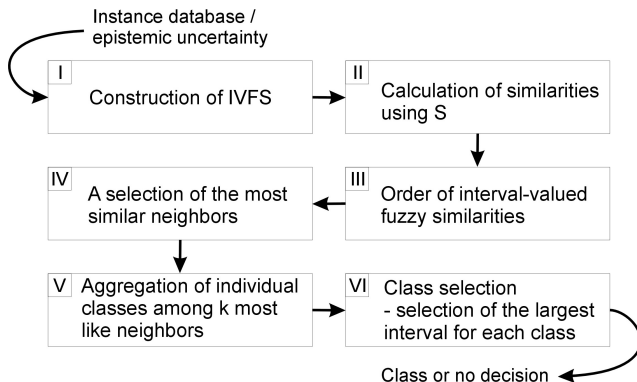 Instance database /
epistemic uncertainty
I
Construction of IVFS
II
Calculation of similarities
using S
III
Order of interval-valued
fuzzy similarities
IV
A selection of the most
similar neighbors
V
Aggregation of individual
classes among k most
like neighbors
VI
Class selection
- selection of the largest
interval for each class
Class or no decision